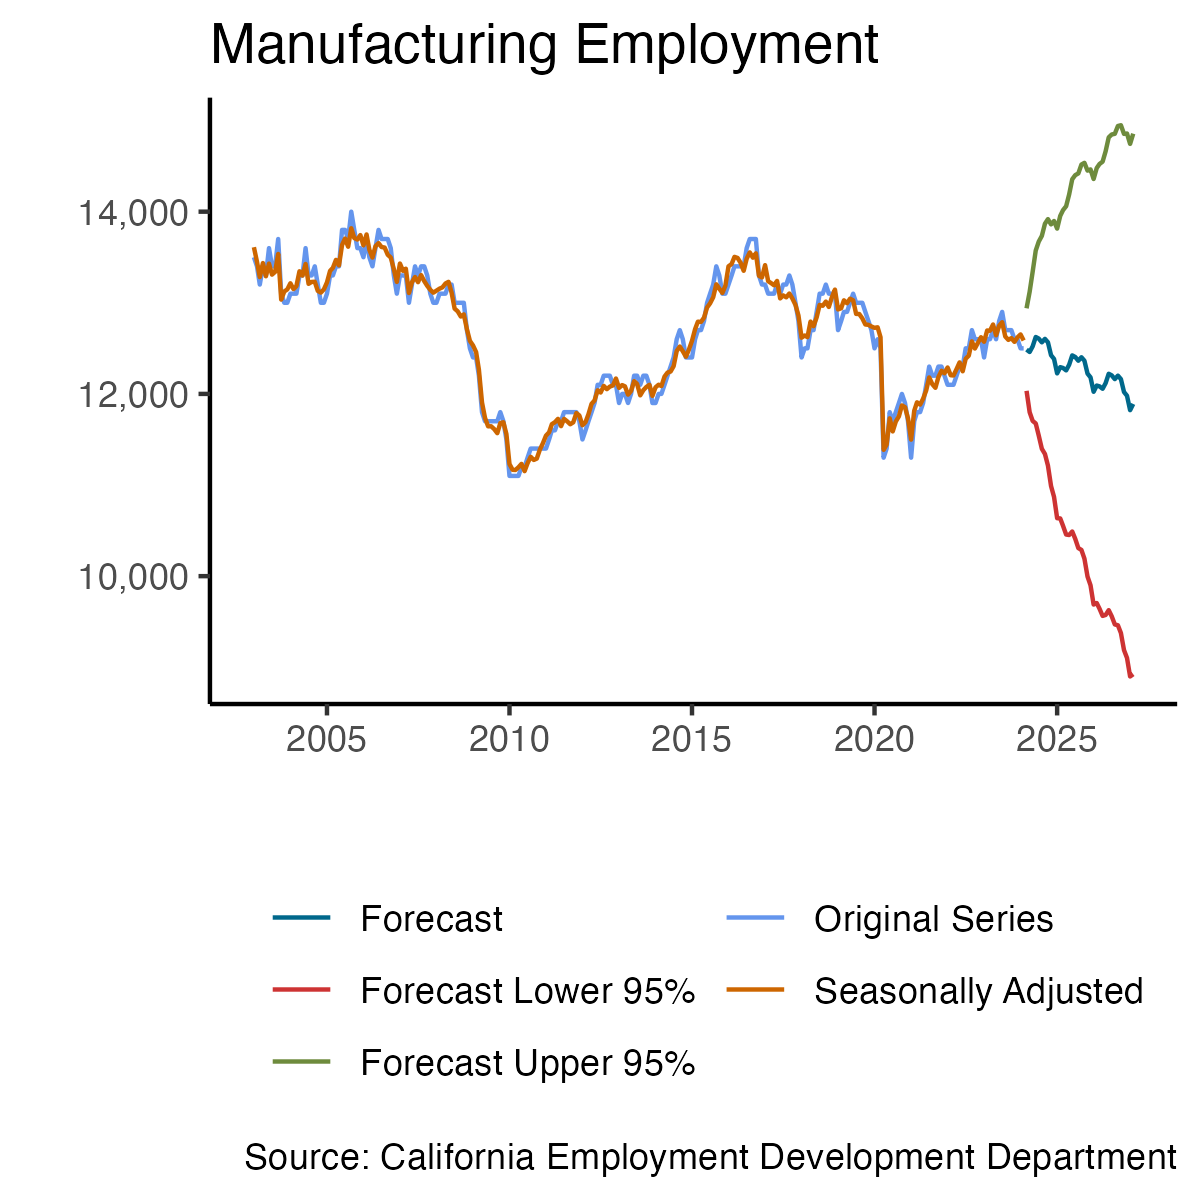 Manufacturing Employment
14,000
12,000
10,000
2005 2010 2015 2020 2025
Forecast Original Series
Forecast Lower 95% Seasonally Adjusted
Forecast Upper 95%
Source: California Employment Development Department